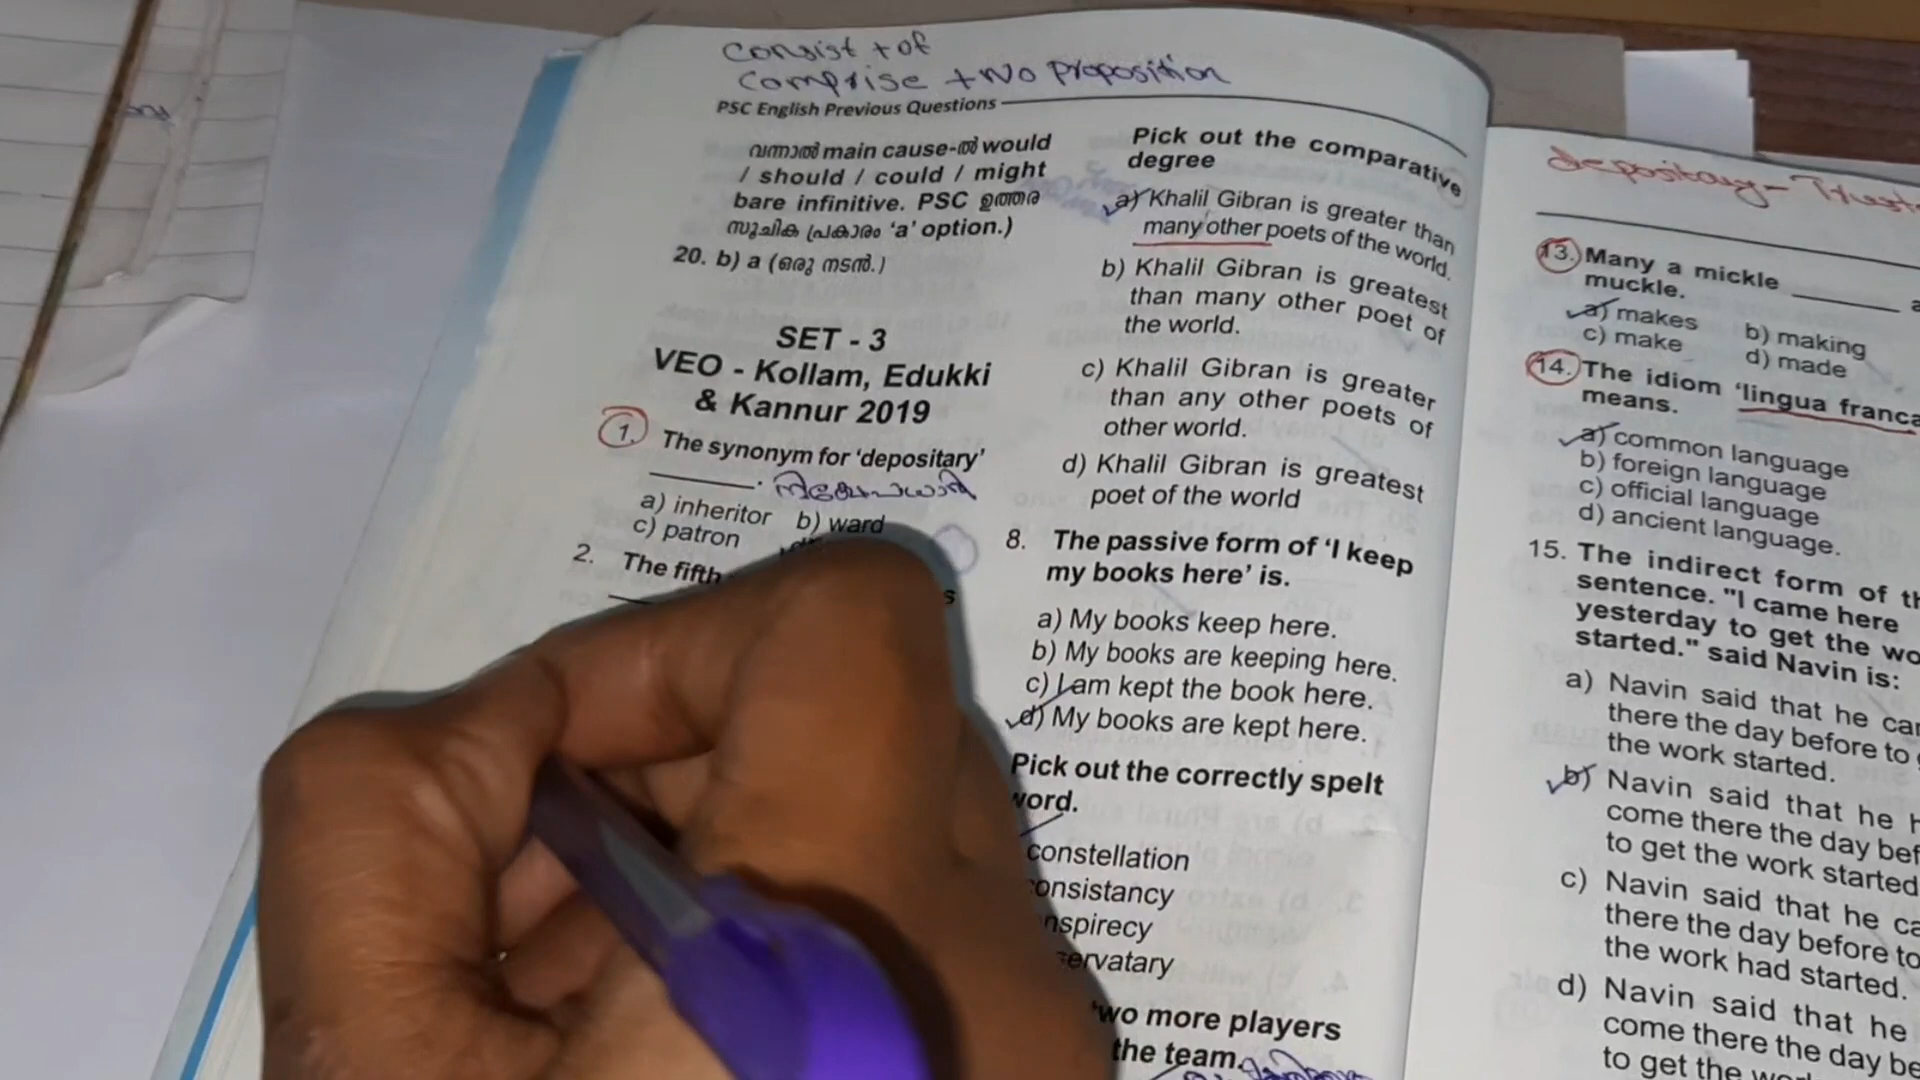 Consist + of
Comprise + No Proposition
PSC English Previous Questions
വന്നാൽ main cause-ൽ would
/ should / could / might
bare infinitive. PSC ഉത്തര
സൂചിക പ്രകാരം 'a' option.)
20. b) a (ഒരു നടൻ.)
SET - 3
VEO - Kollam, Edukki
& Kannur 2019
1. The synonym for 'depositary'
______.
a) inheritor b) ward
c) patron
2. The fifth
Pick out the comparative
degree
a) Khalil Gibran is greater than
many other poets of the world.
b) Khalil Gibran is greatest
than many other poet of
the world.
c) Khalil Gibran is greater
than any other poets of
other world.
d) Khalil Gibran is greatest
poet of the world
8. The passive form of 'I keep
my books here' is.
a) My books keep here.
b) My books are keeping here.
c) I am kept the book here.
d) My books are kept here.
Pick out the correctly spelt
word.
constellation
onsistancy
nspirecy
ervatary
two more players
the team.
depositary -
13. Many a mickle ______ a
muckle.
a) makes b) making
c) make d) made
14. The idiom 'lingua franca
means.
a) common language
b) foreign language
c) official language
d) ancient language.
15. The indirect form of th
sentence. "I came here
yesterday to get the wo
started." said Navin is:
a) Navin said that he car
there the day before to
the work started.
b) Navin said that he h
come there the day bef
to get the work started
c) Navin said that he ca
there the day before to
the work had started.
d) Navin said that he
come there the day be
to get the